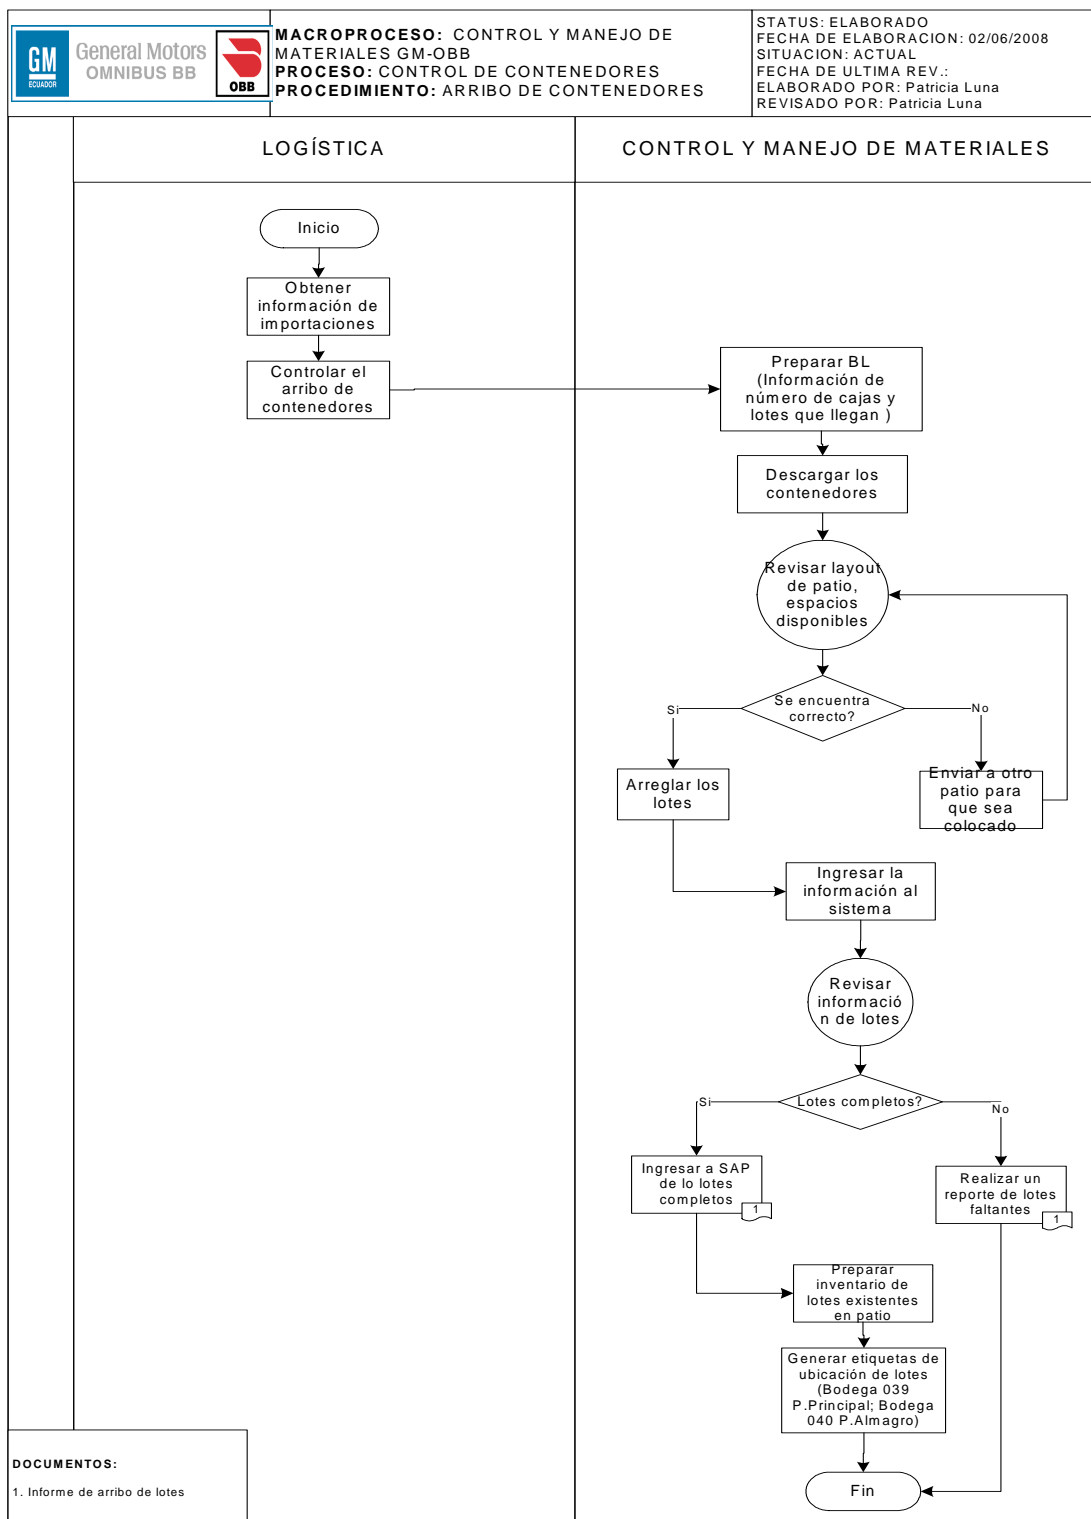 GM
ECUADOR
General Motors
OMNIBUS BB
OBB
MACROPROCESO: CONTROL Y MANEJO DE
MATERIALES GM-OBB
PROCESO: CONTROL DE CONTENEDORES
PROCEDIMIENTO: ARRIBO DE CONTENEDORES
STATUS: ELABORADO
FECHA DE ELABORACION: 02/06/2008
SITUACION: ACTUAL
FECHA DE ULTIMA REV.:
ELABORADO POR: Patricia Luna
REVISADO POR: Patricia Luna
LOGÍSTICA
CONTROL Y MANEJO DE MATERIALES
Inicio
Obtener
información de
importaciones
Controlar el
arribo de
contenedores
Preparar BL
(Información de
número de cajas y
lotes que llegan )
Descargar los
contenedores
Revisar layout
de patio,
espacios
disponibles
Se encuentra
correcto?
Si
No
Arreglar los
lotes
Enviar a otro
patio para
que sea
colocado
Ingresar la
información al
sistema
Revisar
informació
n de lotes
Lotes completos?
Si
No
Ingresar a SAP
de lo lotes
completos
1
Realizar un
reporte de lotes
faltantes
1
Preparar
inventario de
lotes existentes
en patio
Generar etiquetas de
ubicación de lotes
(Bodega 039
P.Principal; Bodega
040 P.Almagro)
Fin
DOCUMENTOS:
1. Informe de arribo de lotes